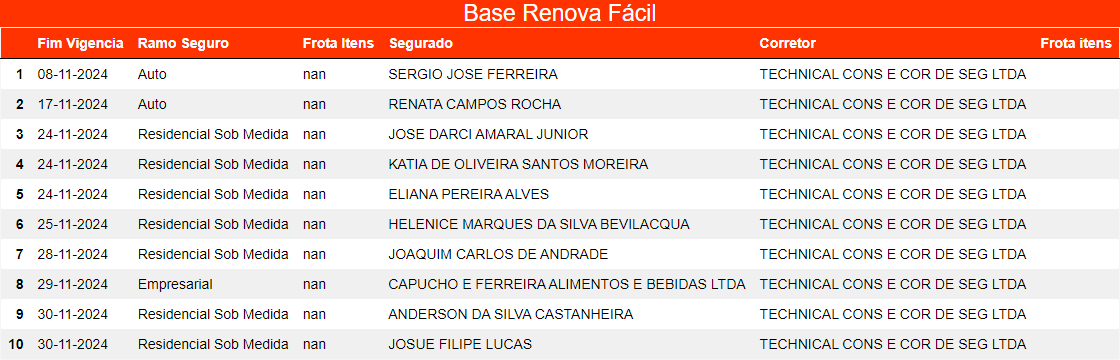 Base Renova Fácil
Fim Vigencia Ramo Seguro Frota Itens Segurado Corretor Frota itens
1 08-11-2024 Auto nan SERGIO JOSE FERREIRA TECHNICAL CONS E COR DE SEG LTDA
2 17-11-2024 Auto nan RENATA CAMPOS ROCHA TECHNICAL CONS E COR DE SEG LTDA
3 24-11-2024 Residencial Sob Medida nan JOSE DARCI AMARAL JUNIOR TECHNICAL CONS E COR DE SEG LTDA
4 24-11-2024 Residencial Sob Medida nan KATIA DE OLIVEIRA SANTOS MOREIRA TECHNICAL CONS E COR DE SEG LTDA
5 24-11-2024 Residencial Sob Medida nan ELIANA PEREIRA ALVES TECHNICAL CONS E COR DE SEG LTDA
6 25-11-2024 Residencial Sob Medida nan HELENICE MARQUES DA SILVA BEVILACQUA TECHNICAL CONS E COR DE SEG LTDA
7 28-11-2024 Residencial Sob Medida nan JOAQUIM CARLOS DE ANDRADE TECHNICAL CONS E COR DE SEG LTDA
8 29-11-2024 Empresarial nan CAPUCHO E FERREIRA ALIMENTOS E BEBIDAS LTDA TECHNICAL CONS E COR DE SEG LTDA
9 30-11-2024 Residencial Sob Medida nan ANDERSON DA SILVA CASTANHEIRA TECHNICAL CONS E COR DE SEG LTDA
10 30-11-2024 Residencial Sob Medida nan JOSUE FILIPE LUCAS TECHNICAL CONS E COR DE SEG LTDA